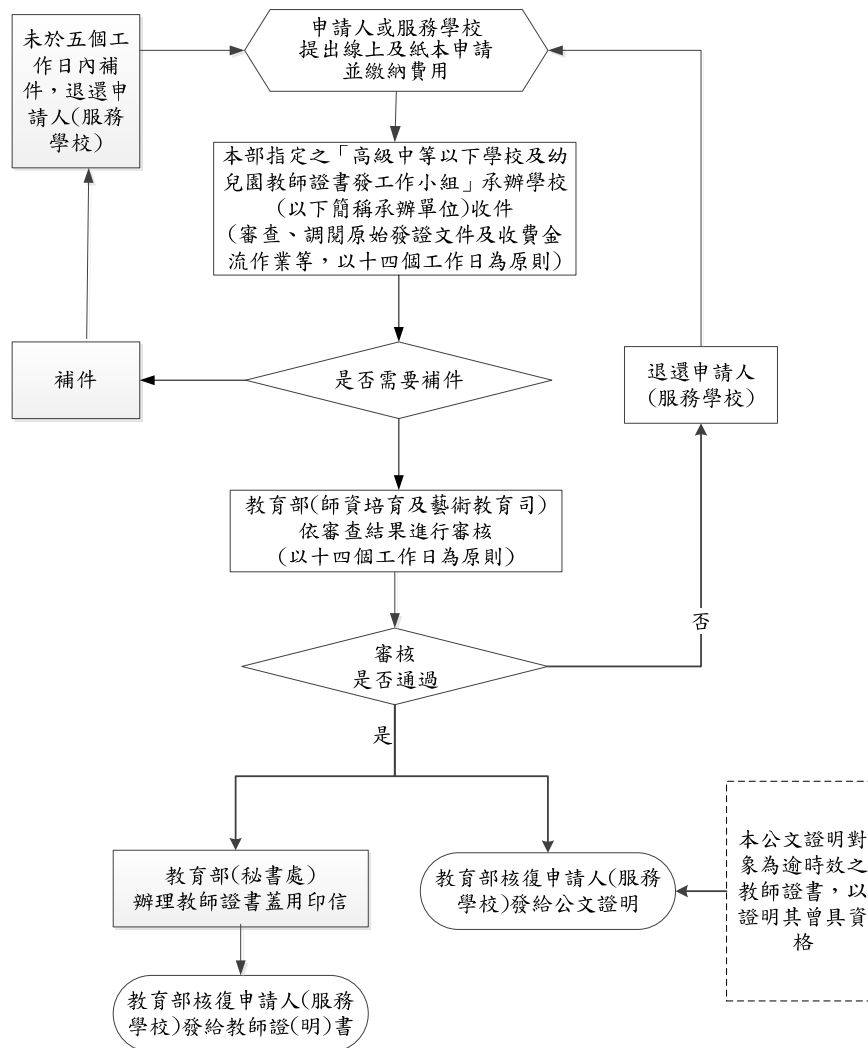 申請人或服務學校
提出線上及紙本申請
並繳納費用
未於五個工
作日內補
件，退還申
請人(服務
學校)
本部指定之「高級中等以下學校及幼
兒園教師證書發工作小組」承辦學校
(以下簡稱承辦單位)收件
(審查、調閱原始發證文件及收費金
流作業等，以十四個工作日為原則)
補件
是否需要補件
退還申請人
(服務學校)
教育部(師資培育及藝術教育司)
依審查結果進行審核
(以十四個工作日為原則)
否
審核
是否通過
是
教育部(秘書處)
辦理教師證書蓋用印信
教育部核復申請人(服務
學校)發給公文證明
本公文證明對
象為逾時效之
教師證書，以
證明其曾具資
格
教育部核復申請人(服務
學校)發給教師證(明)書